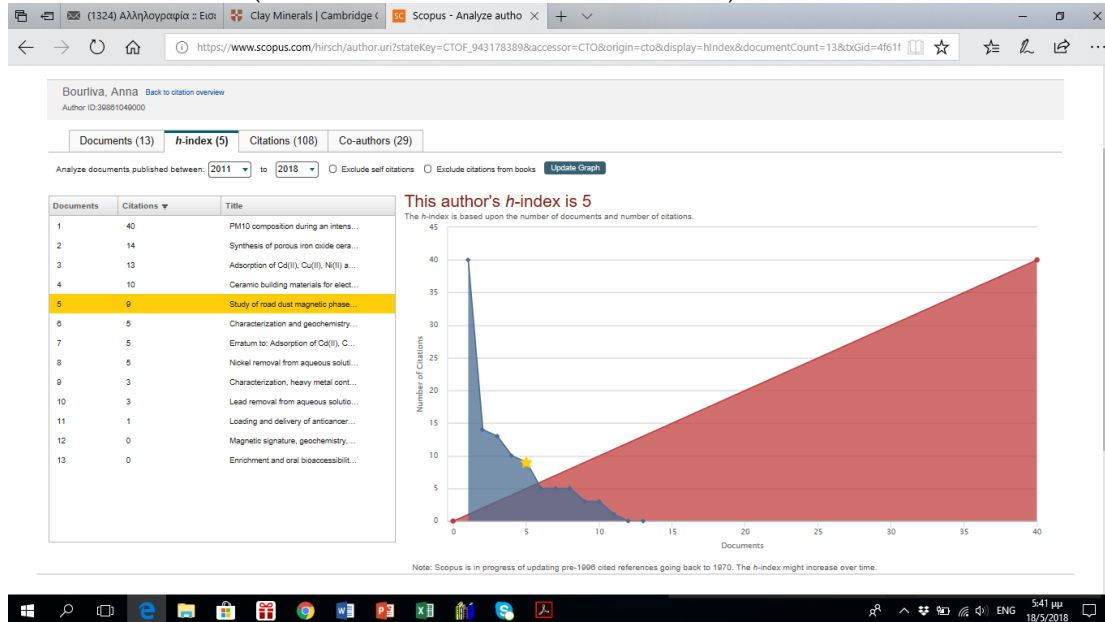 (1324) Αλληλογραφία :: Εισ
Clay Minerals | Cambridge
Scopus - Analyze autho
https://www.scopus.com/hirsch/author.uri?stateKey=CTOF_943178389&accessor=CTO&origin=cto&display=hIndex&documentCount=13&txGid=4f61f
Bourliva, Anna Back to citation overview
Author ID:39861049000
Documents (13) h-index (5) Citations (108) Co-authors (29)
Analyze documents published between: 2011 to 2018 Exclude self citations Exclude citations from books Update Graph
Documents Citations Title
1 40 PM10 composition during an intens...
2 14 Synthesis of porous iron oxide cera...
3 13 Adsorption of Cd(II), Cu(II), Ni(II) a...
4 10 Ceramic building materials for elect...
5 9 Study of road dust magnetic phase...
6 5 Characterization and geochemistry...
7 5 Erratum to: Adsorption of Cd(II), C...
8 5 Nickel removal from aqueous soluti...
9 3 Characterization, heavy metal cont...
10 3 Lead removal from aqueous solutio...
11 1 Loading and delivery of anticancer...
12 0 Magnetic signature, geochemistry,...
13 0 Enrichment and oral bioaccessibilit...
This author's h-index is 5
The h-index is based upon the number of documents and number of citations.
45
40
35
30
25
20
15
10
5
0
Number of Citations
0 5 10 15 20 25 30 35 40
Documents
Note: Scopus is in progress of updating pre-1996 cited references going back to 1970. The h-index might increase over time.
ENG
5:41 μμ
18/5/2018